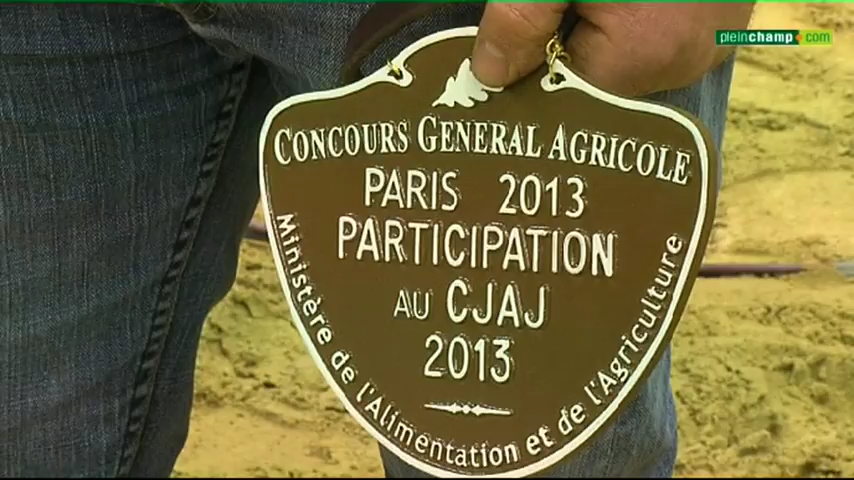 pleinchamp.com
CONCOURS GENERAL AGRICOLE
PARIS 2013
PARTICIPATION
AU CJAJ
2013
Ministère de l'Alimentation et de l'Agriculture